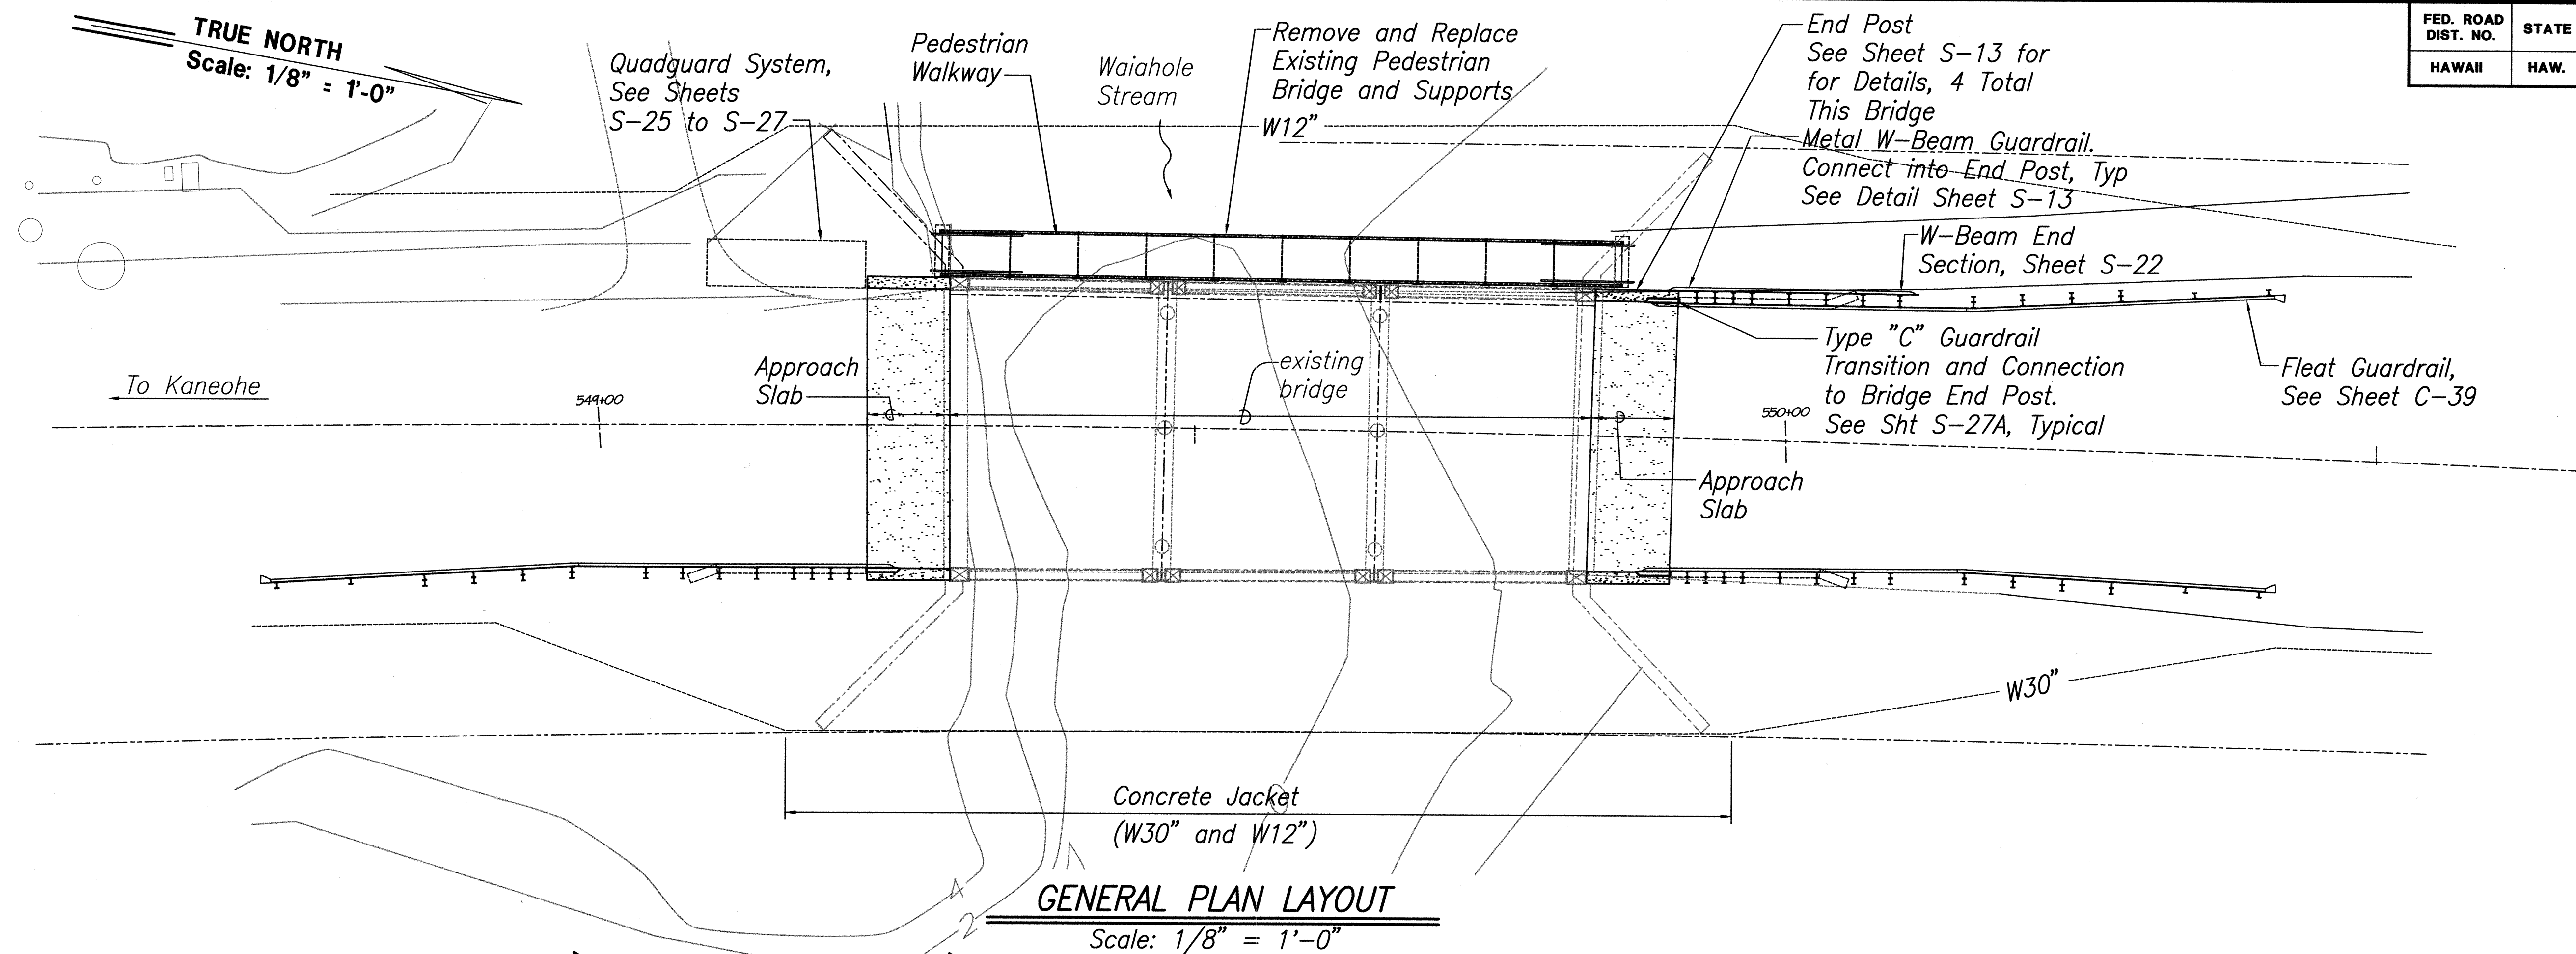 TRUE NORTH
Scale: 1/8" = 1'-0"
Quadguard System,
See Sheets
S-25 to S-27
Pedestrian
Walkway
Waiahole
Stream
Remove and Replace
Existing Pedestrian
Bridge and Supports
W12"
End Post
See Sheet S-13 for
for Details, 4 Total
This Bridge
Metal W-Beam Guardrail.
Connect into End Post, Typ
See Detail Sheet S-13
W-Beam End
Section, Sheet S-22
FED. ROAD
DIST. NO.
STATE
HAWAII
HAW.
To Kaneohe
549+00
Approach
Slab
existing
bridge
550+00
Type "C" Guardrail
Transition and Connection
to Bridge End Post.
See Sht S-27A, Typical
Fleat Guardrail,
See Sheet C-39
Approach
Slab
W30"
Concrete Jacket
(W30" and W12")
0
4
2
GENERAL PLAN LAYOUT
Scale: 1/8" = 1'-0"